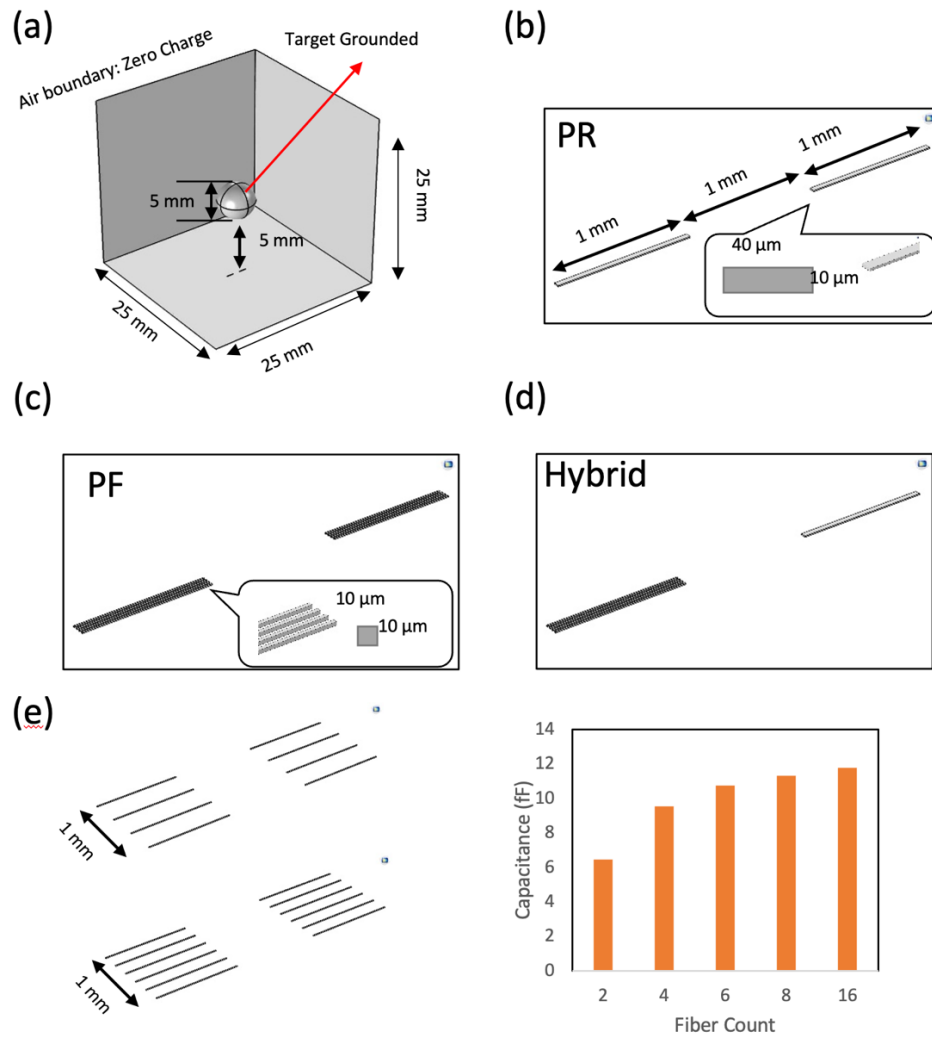 (a)
Air boundary: Zero Charge
Target Grounded
5 mm
5 mm
25 mm
25 mm
25 mm
(b)
PR
1 mm
1 mm
1 mm
40 µm
10 µm
(c)
PF
10 µm
10 µm
(d)
Hybrid
(e)
1 mm
1 mm
Capacitance (fF)
14
12
10
8
6
4
2
0
2 4 6 8 16
Fiber Count